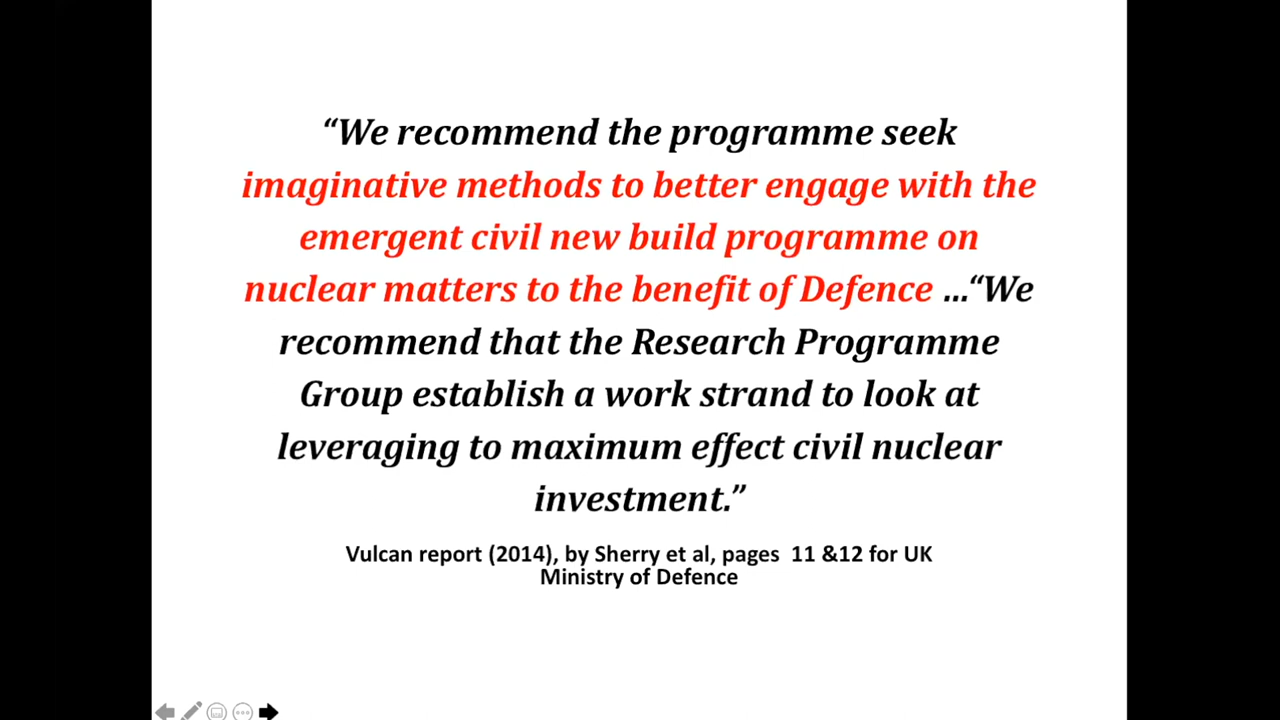 “We recommend the programme seek
imaginative methods to better engage with the
emergent civil new build programme on
nuclear matters to the benefit of Defence ...“We
recommend that the Research Programme
Group establish a work strand to look at
leveraging to maximum effect civil nuclear
investment.”
Vulcan report (2014), by Sherry et al, pages  11 &12 for UK
Ministry of Defence